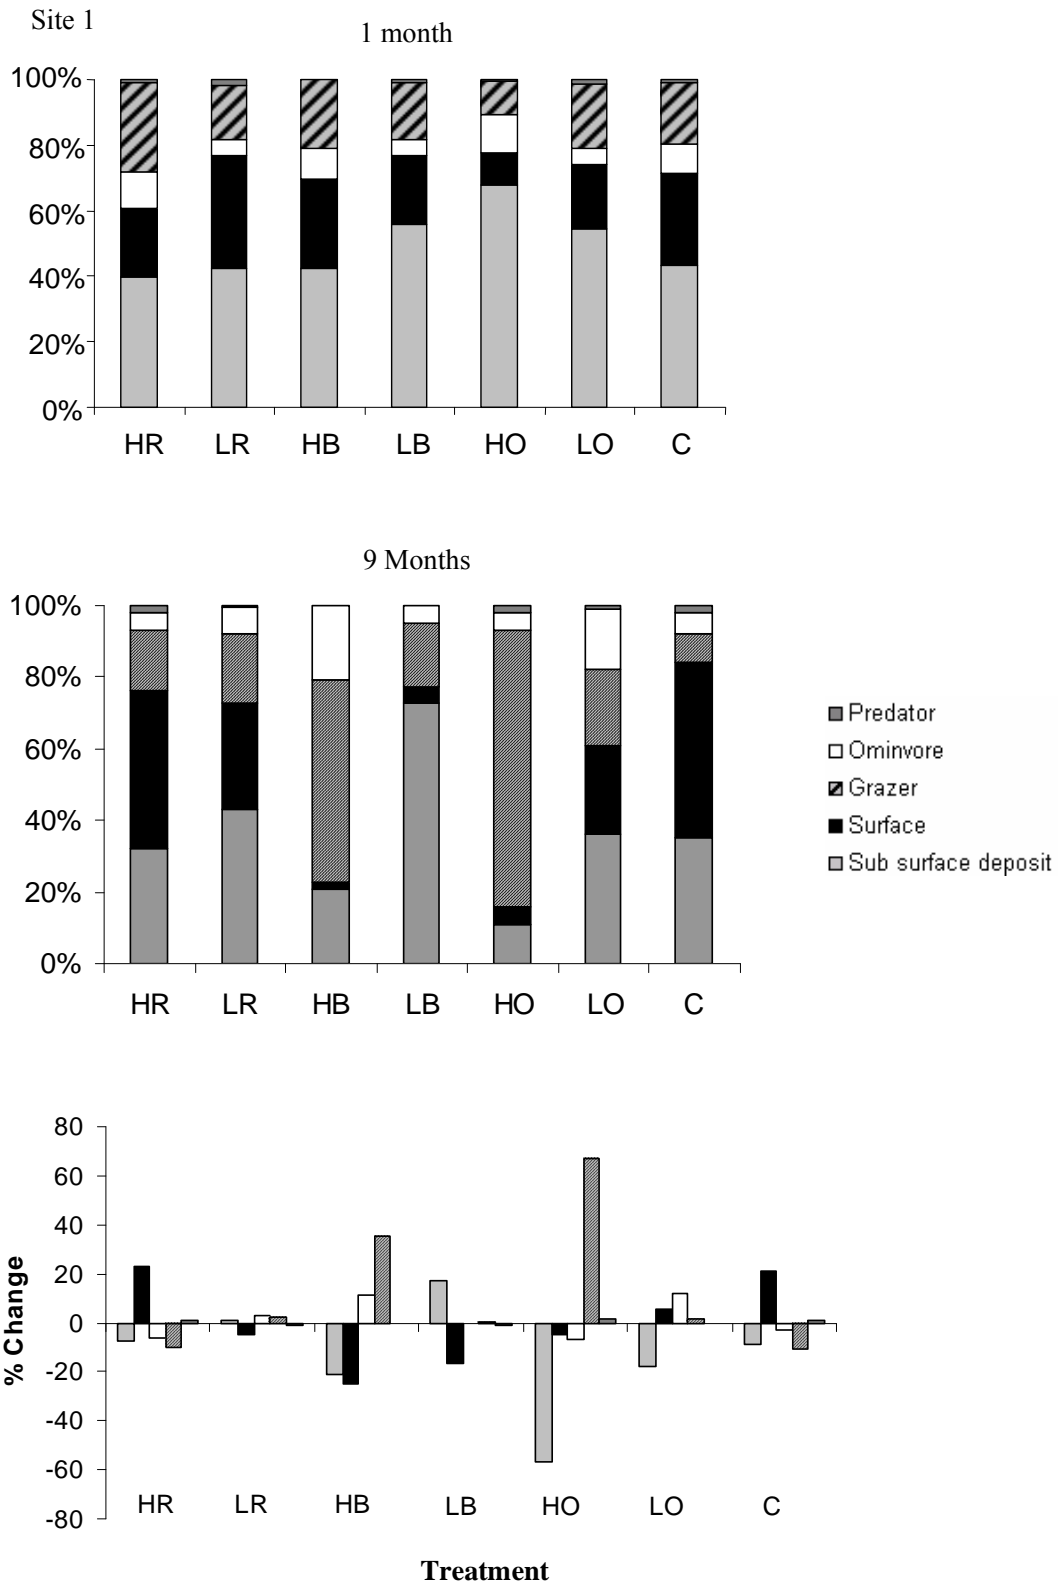 Site 1
1 month
100%
80%
60%
40%
20%
0%
HR LR HB LB HO LO C
9 Months
100%
80%
60%
40%
20%
0%
HR LR HB LB HO LO C
Predator
Ominvore
Grazer
Surface
Sub surface deposit
80
60
40
20
0
-20
-40
-60
-80
% Change
HR LR HB LB HO LO C
Treatment